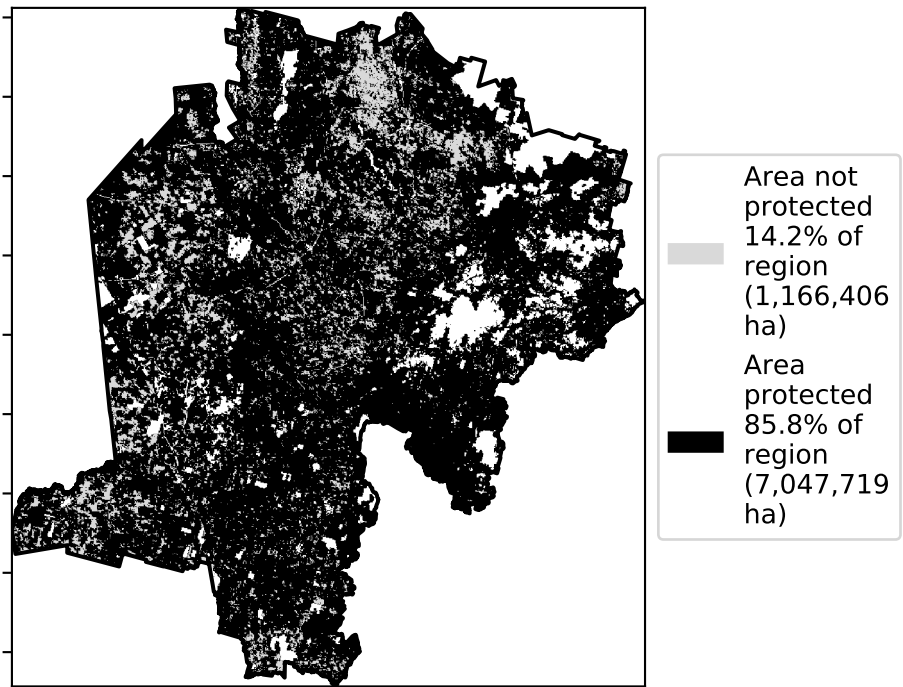 Area not
protected
14.2% of
region
(1,166,406
ha)
Area
protected
85.8% of
region
(7,047,719
ha)